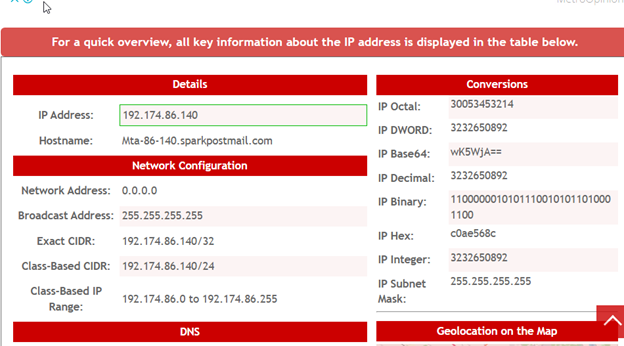 For a quick overview, all key information about the IP address is displayed in the table below.
Details
IP Address: 192.174.86.140
Hostname: Mta-86-140.sparkpostmail.com
Network Configuration
Network Address: 0.0.0.0
Broadcast Address: 255.255.255.255
Exact CIDR: 192.174.86.140/32
Class-Based CIDR: 192.174.86.140/24
Class-Based IP
Range: 192.174.86.0 to 192.174.86.255
DNS
Conversions
IP Octal: 30053453214
IP DWORD: 3232650892
IP Base64: wK5WjA==
IP Decimal: 3232650892
IP Binary: 1100000010101110010101101000
1100
IP Hex: c0ae568c
IP Integer: 3232650892
IP Subnet
Mask: 255.255.255.255
Geolocation on the Map